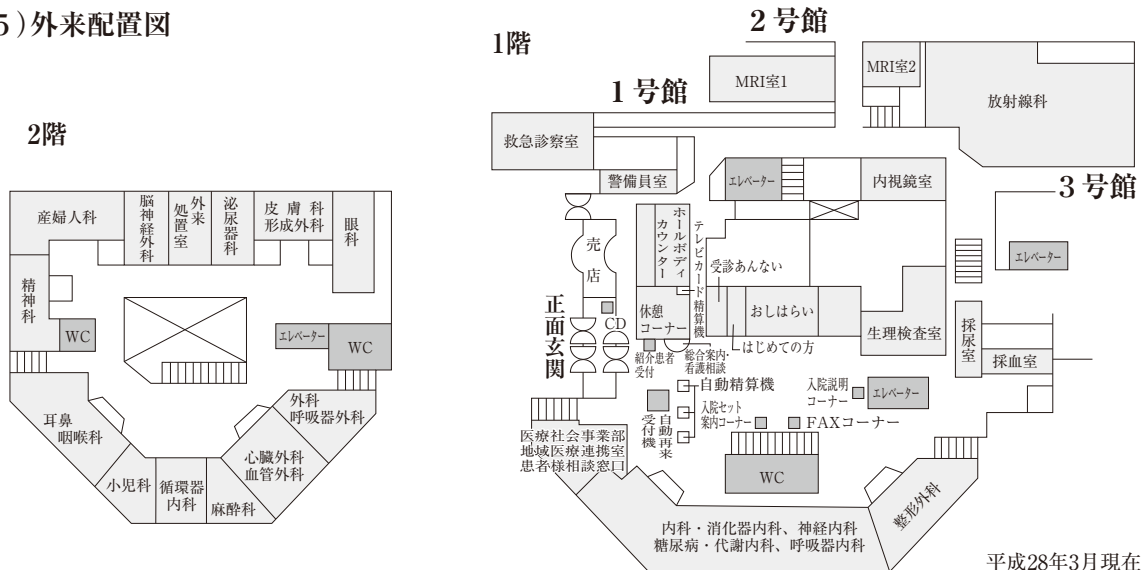 5）外来配置図
2階
産婦人科
脳神経外科
外来
処置室
泌尿器科
皮膚科
形成外科
眼科
精神科
WC
エレベーター
WC
耳鼻
咽喉科
小児科
循環器
内科
麻酔科
心臓外科
血管外科
外科
呼吸器外科
1階
2号館
1号館
3号館
MRI室1
MRI室2
放射線科
救急診察室
警備員室
エレベーター
内視鏡室
エレベーター
売店
ホールボディ
カウンター
テレビカード精算機
受診あんない
正面玄関
CD
休憩
コーナー
おしはらい
はじめての方
生理検査室
採尿室
採血室
紹介患者
受付
総合案内・
看護相談
自動精算機
入院説明
コーナー
エレベーター
入院セット
案内コーナー
FAXコーナー
自動再来
受付機
医療社会事業部
地域医療連携室
患者様相談窓口
WC
整形外科
内科・消化器内科、神経内科
糖尿病・代謝内科、呼吸器内科
平成28年3月現在